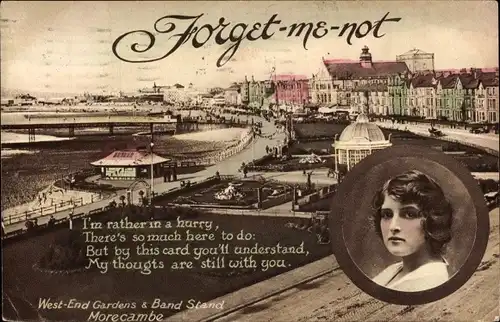 Forget-me-not
I'm rather in a hurry,
There's so much here to do:
But by this card you'll understand,
My thougts are still with you.
West-End Gardens & Band Stand
Morecambe